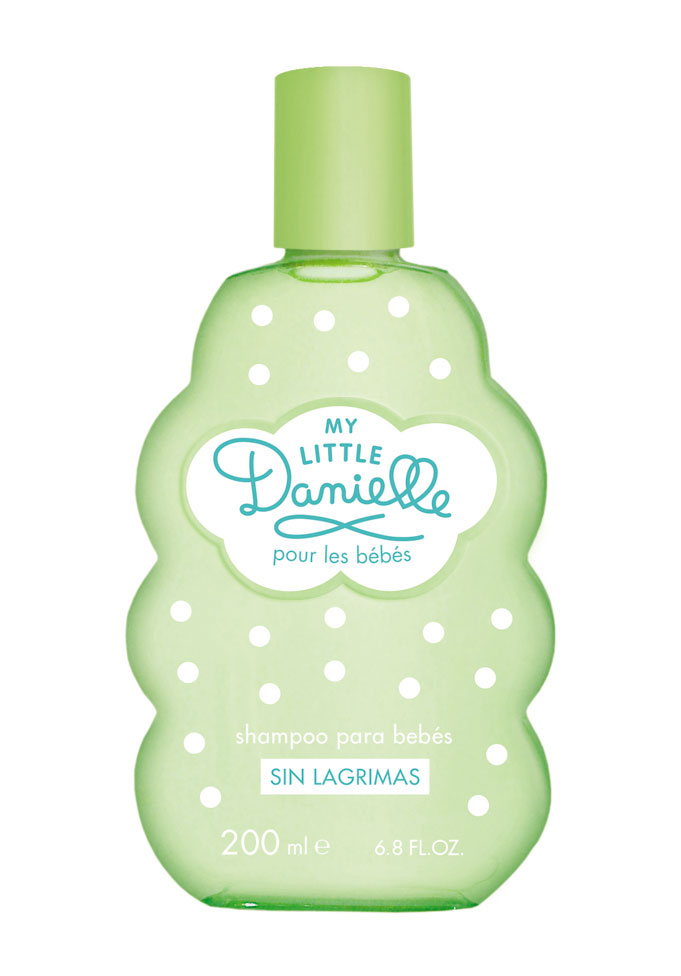 MY
LITTLE
Danielle
pour les bébés
shampoo para bebés
SIN LAGRIMAS
200 ml ℮ 6.8 FL.OZ.